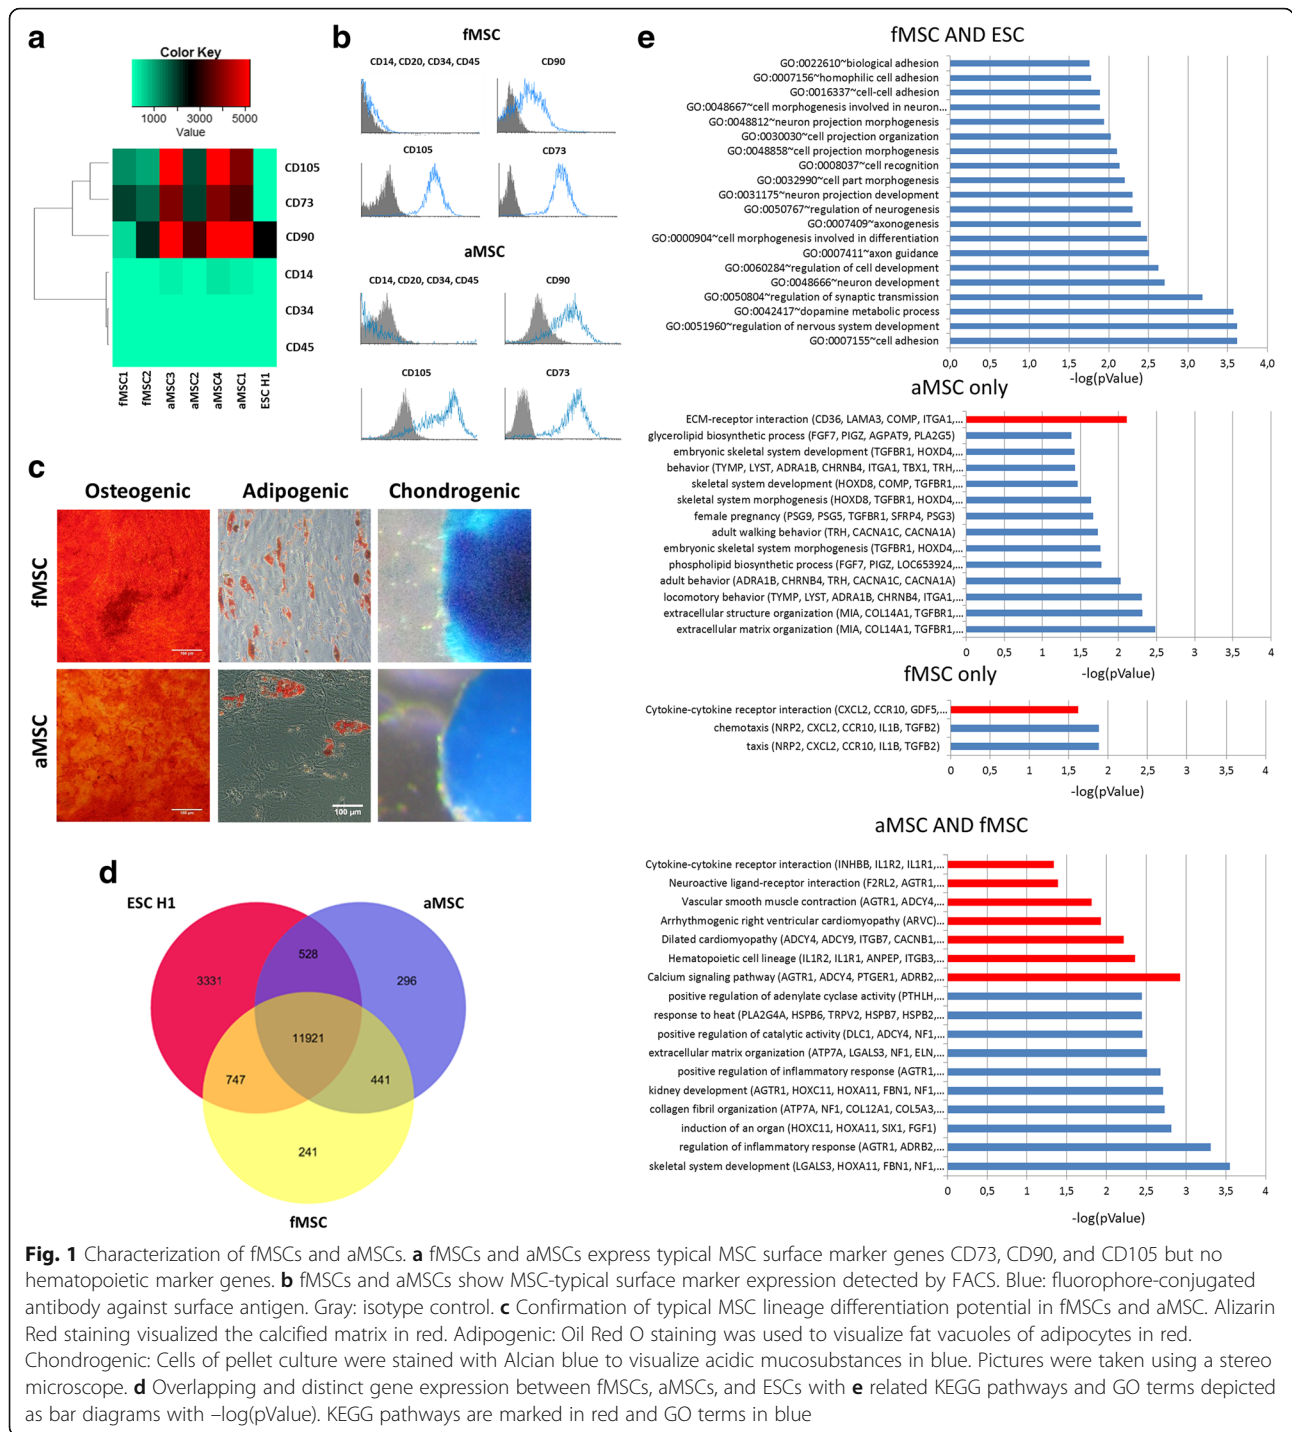 a
Color Key
1000 3000 5000
Value
CD105
CD73
CD90
CD14
CD34
CD45
fMSC1
fMSC2
aMSC3
aMSC2
aMSC4
aMSC1
ESC H1
b
fMSC
CD14, CD20, CD34, CD45 CD90
CD105 CD73
aMSC
CD14, CD20, CD34, CD45 CD90
CD105 CD73
c
Osteogenic Adipogenic Chondrogenic
fMSC
aMSC
100 µm
d
ESC H1
aMSC
528
3331
296
11921
747
441
241
fMSC
e
fMSC AND ESC
GO:0022610~biological adhesion
GO:0007156~homophilic cell adhesion
GO:0016337~cell-cell adhesion
GO:0048667~cell morphogenesis involved in neuron...
GO:0048812~neuron projection morphogenesis
GO:0030030~cell projection organization
GO:0048858~cell projection morphogenesis
GO:0008037~cell recognition
GO:0032990~cell part morphogenesis
GO:0031175~neuron projection development
GO:0050767~regulation of neurogenesis
GO:0007409~axonogenesis
GO:0000904~cell morphogenesis involved in differentiation
GO:0007411~axon guidance
GO:0060284~regulation of cell development
GO:0048666~neuron development
GO:0050804~regulation of synaptic transmission
GO:0042417~dopamine metabolic process
GO:0051960~regulation of nervous system development
GO:0007155~cell adhesion
0,0 0,5 1,0 1,5 2,0 2,5 3,0 3,5 4,0
-log(pValue)
aMSC only
ECM-receptor interaction (CD36, LAMA3, COMP, ITGA1,...
glycerolipid biosynthetic process (FGF7, PIGZ, AGPAT9, PLA2G5)
embryonic skeletal system development (TGFBR1, HOXD4,...
behavior (TYMP, LYST, ADRA1B, CHRNB4, ITGA1, TBX1, TRH,...
skeletal system development (HOXD8, COMP, TGFBR1,...
skeletal system morphogenesis (HOXD8, TGFBR1, HOXD4,...
female pregnancy (PSG9, PSG5, TGFBR1, SFRP4, PSG3)
adult walking behavior (TRH, CACNA1C, CACNA1A)
embryonic skeletal system morphogenesis (TGFBR1, HOXD4,...
phospholipid biosynthetic process (FGF7, PIGZ, LOC653924,...
adult behavior (ADRA1B, CHRNB4, TRH, CACNA1C, CACNA1A)
locomotory behavior (TYMP, LYST, ADRA1B, CHRNB4, ITGA1,...
extracellular structure organization (MIA, COL14A1, TGFBR1,...
extracellular matrix organization (MIA, COL14A1, TGFBR1,...
0 0,5 1 1,5 2 2,5 3 3,5 4
-log(pValue)
fMSC only
Cytokine-cytokine receptor interaction (CXCL2, CCR10, GDF5,...
chemotaxis (NRP2, CXCL2, CCR10, IL1B, TGFB2)
taxis (NRP2, CXCL2, CCR10, IL1B, TGFB2)
0 0,5 1 1,5 2 2,5 3 3,5 4
-log(pValue)
aMSC AND fMSC
Cytokine-cytokine receptor interaction (INHBB, IL1R2, IL1R1,...
Neuroactive ligand-receptor interaction (F2RL2, AGTR1,...
Vascular smooth muscle contraction (AGTR1, ADCY4,...
Arrhythmogenic right ventricular cardiomyopathy (ARVC)
Dilated cardiomyopathy (ADCY4, ADCY9, ITGB7, CACNB1,...
Hematopoietic cell lineage (IL1R2, IL1R1, ANPEP, ITGB3,...
Calcium signaling pathway (AGTR1, ADCY4, PTGER1, ADRB2,...
positive regulation of adenylate cyclase activity (PTHLH,...
response to heat (PLA2G4A, HSPB6, TRPV2, HSPB7, HSPB2,...
positive regulation of catalytic activity (DLC1, ADCY4, NF1,...
extracellular matrix organization (ATP7A, LGALS3, NF1, ELN,...
positive regulation of inflammatory response (AGTR1,...
kidney development (AGTR1, HOXC11, HOXA11, FBN1, NF1,...
collagen fibril organization (ATP7A, NF1, COL12A1, COL5A3,...
induction of an organ (HOXC11, HOXA11, SIX1, FGF1)
regulation of inflammatory response (AGTR1, ADRB2,...
skeletal system development (LGALS3, HOXA11, FBN1, NF1,...
0 0,5 1 1,5 2 2,5 3 3,5 4
-log(pValue)
Fig. 1 Characterization of fMSCs and aMSCs. a fMSCs and aMSCs express typical MSC surface marker genes CD73, CD90, and CD105 but no
hematopoietic marker genes. b fMSCs and aMSCs show MSC-typical surface marker expression detected by FACS. Blue: fluorophore-conjugated
antibody against surface antigen. Gray: isotype control. c Confirmation of typical MSC lineage differentiation potential in fMSCs and aMSC. Alizarin
Red staining visualized the calcified matrix in red. Adipogenic: Oil Red O staining was used to visualize fat vacuoles of adipocytes in red.
Chondrogenic: Cells of pellet culture were stained with Alcian blue to visualize acidic mucosubstances in blue. Pictures were taken using a stereo
microscope. d Overlapping and distinct gene expression between fMSCs, aMSCs, and ESCs with e related KEGG pathways and GO terms depicted
as bar diagrams with –log(pValue). KEGG pathways are marked in red and GO terms in blue